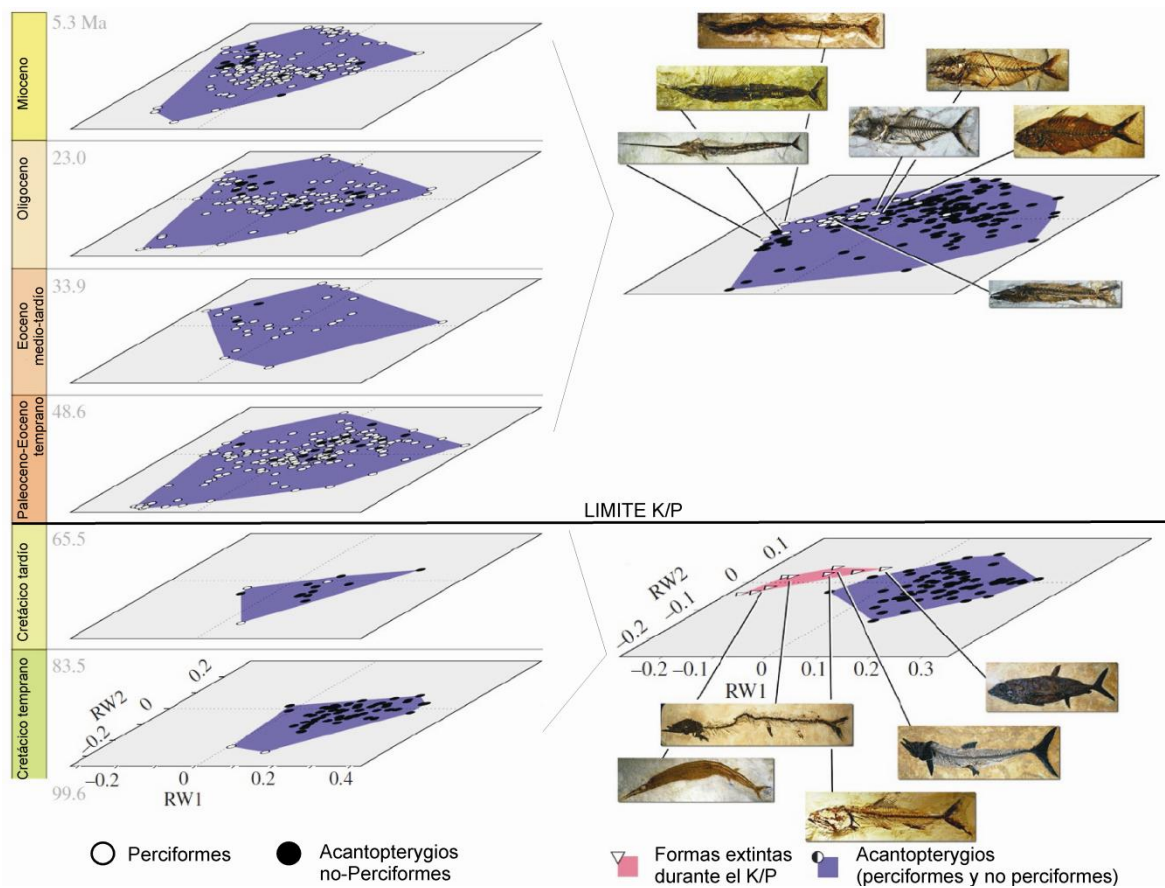 5.3 Ma
Mioceno
23.0
Oligoceno
33.9
Eoceno
medio-tardío
48.6
Paleoceno-Eoceno
temprano
LIMITE K/P
65.5
Cretácico tardío
83.5
Cretácico temprano
99.6
RW2
0.2
0
−0.2
−0.2
0
0.2
0.4
RW1
RW2
0.1
0
−0.1
−0.2
−0.2
−0.1
0
0.1
0.2
0.3
RW1
Perciformes
Acantopterygios
no-Perciformes
Formas extintas
durante el K/P
Acantopterygios
(perciformes y no perciformes)